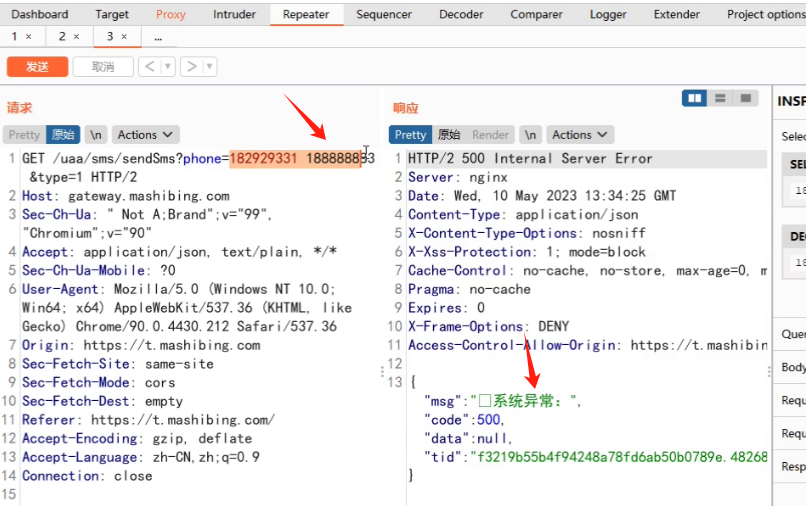 Dashboard Target Proxy Intruder Repeater Sequencer Decoder Comparer Logger Extender Project options
1 × 2 × 3 × ...
发送 取消 < ▼ > ▼
请求
Pretty 原始 \n Actions
1 GET /uaa/sms/sendSms?phone=182929331 188888893
&type=1 HTTP/2
2 Host: gateway.mashibing.com
3 Sec-Ch-Ua: " Not A;Brand";v="99",
"Chromium";v="90"
4 Accept: application/json, text/plain, */*
5 Sec-Ch-Ua-Mobile: ?0
6 User-Agent: Mozilla/5.0 (Windows NT 10.0;
Win64; x64) AppleWebKit/537.36 (KHTML, like
Gecko) Chrome/90.0.4430.212 Safari/537.36
7 Origin: https://t.mashibing.com
8 Sec-Fetch-Site: same-site
9 Sec-Fetch-Mode: cors
10 Sec-Fetch-Dest: empty
11 Referer: https://t.mashibing.com/
12 Accept-Encoding: gzip, deflate
13 Accept-Language: zh-CN,zh;q=0.9
14 Connection: close
15
响应
Pretty 原始 Render \n Actions
1 HTTP/2 500 Internal Server Error
2 Server: nginx
3 Date: Wed, 10 May 2023 13:34:25 GMT
4 Content-Type: application/json
5 X-Content-Type-Options: nosniff
6 X-Xss-Protection: 1; mode=block
7 Cache-Control: no-cache, no-store, max-age=0, m
8 Pragma: no-cache
9 Expires: 0
10 X-Frame-Options: DENY
11 Access-Control-Allow-Origin: https://t.mashibin
12
13 {
"msg":"□系统异常：",
"code":500,
"data":null,
"tid":"f3219b55b4f94248a78fd6ab50b0789e.48268
}
INSP
Selec
SEL
18
DE
18
Quer
Body
Requ
Requ
Resp